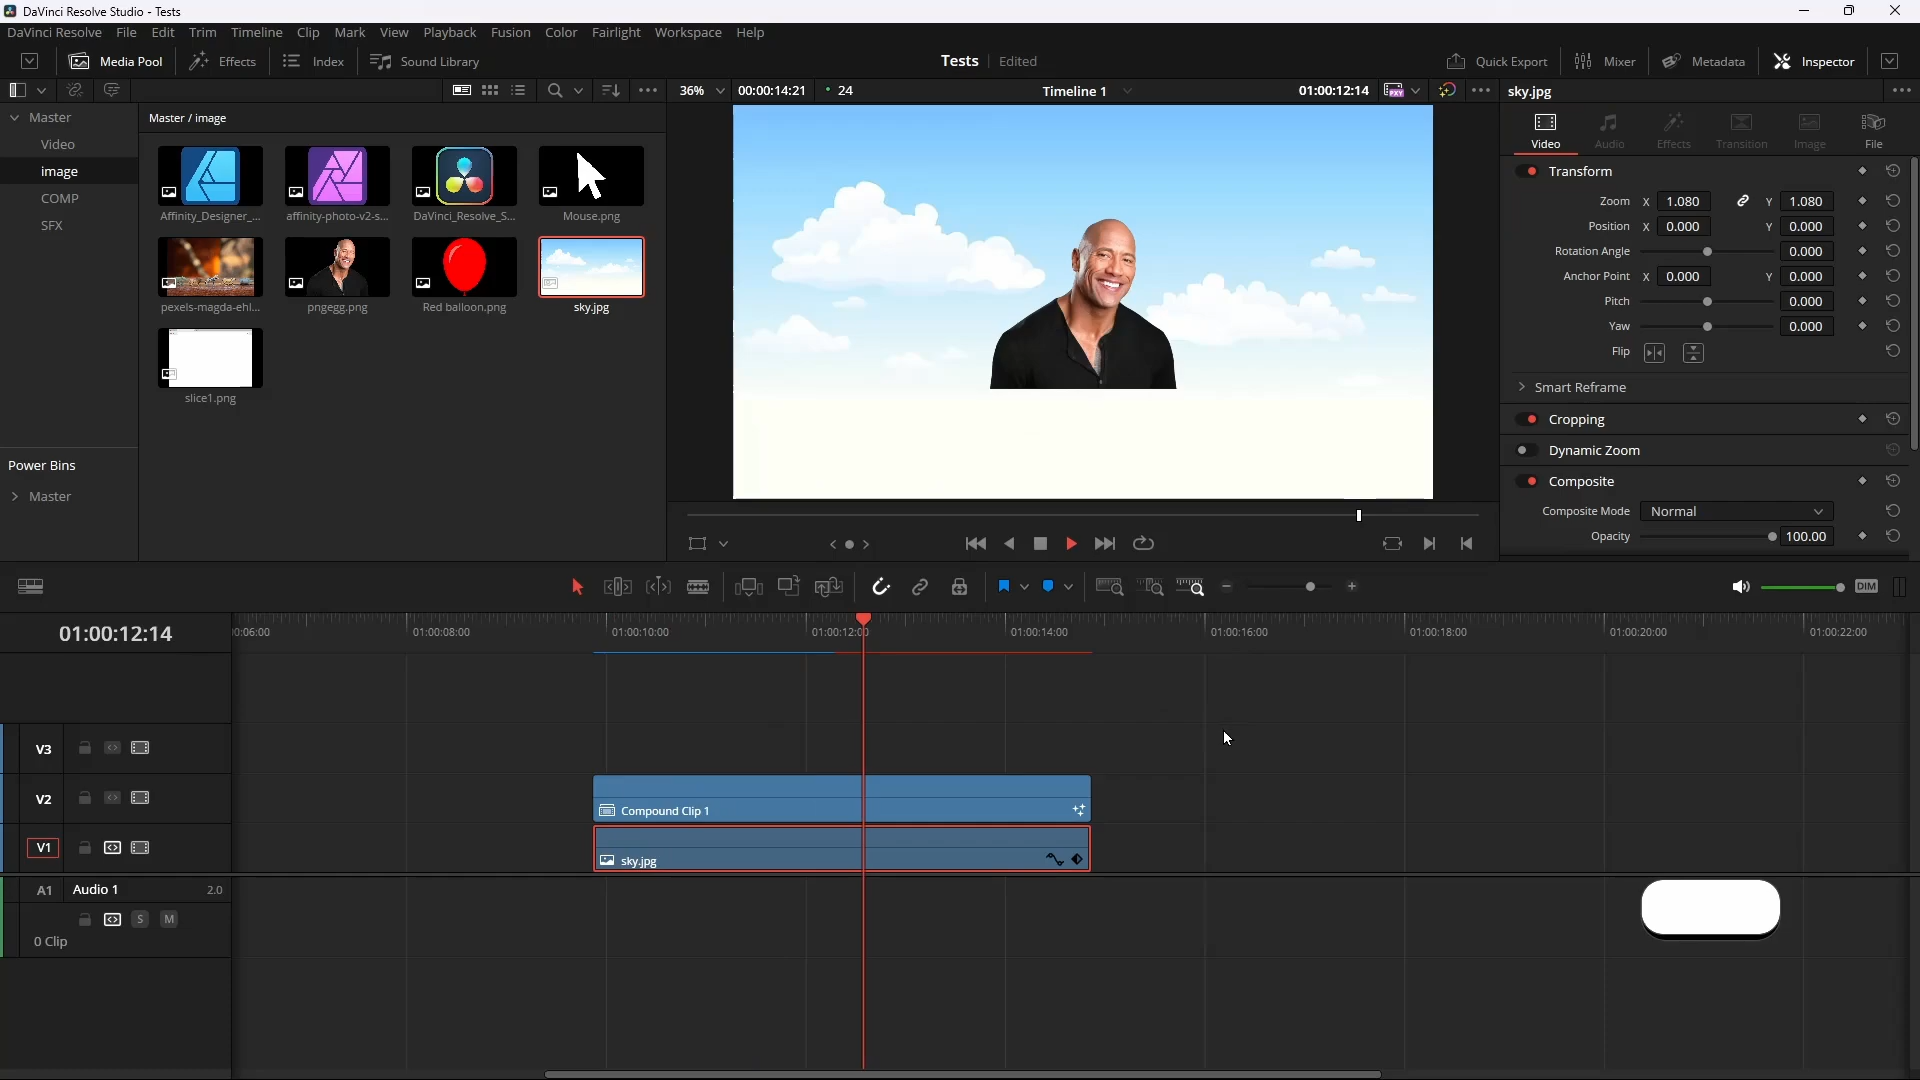 DaVinci Resolve Studio - Tests
DaVinci Resolve File Edit Trim Timeline Clip Mark View Playback Fusion Color Fairlight Workspace Help
Media Pool Effects Index Sound Library Tests Edited Quick Export Mixer Metadata Inspector
36% 00:00:14:21 24 Timeline 1 01:00:12:14 PXY sky.jpg
Master
Video
image
COMP
SFX
Power Bins
Master
Master / image
Affinity_Designer_...
affinity-photo-v2-s...
DaVinci_Resolve_S...
Mouse.png
pexels-magda-ehl...
pngegg.png
Red balloon.png
sky.jpg
slice1.png
Video Audio Effects Transition Image File
Transform
Zoom X 1.080 Y 1.080
Position X 0.000 Y 0.000
Rotation Angle 0.000
Anchor Point X 0.000 Y 0.000
Pitch 0.000
Yaw 0.000
Flip
Smart Reframe
Cropping
Dynamic Zoom
Composite
Composite Mode Normal
Opacity 100.00
DIM
01:00:12:14
01:00:08:00 01:00:10:00 01:00:14:00 01:00:16:00 01:00:18:00 01:00:20:00 01:00:22:00
V3
V2
Compound Clip 1
V1
sky.jpg
A1 Audio 1 2.0
S M
0 Clip